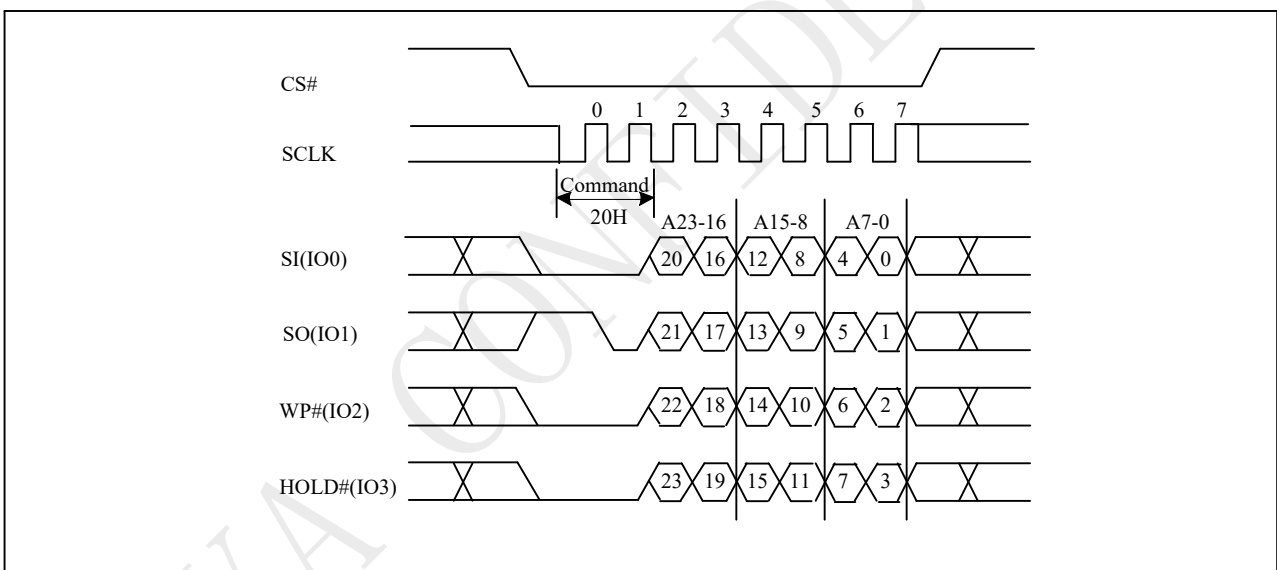 CS#
0 1 2 3 4 5 6 7
SCLK
Command
20H
A23-16 A15-8 A7-0
SI(IO0) 20 16 12 8 4 0
SO(IO1) 21 17 13 9 5 1
WP#(IO2) 22 18 14 10 6 2
HOLD#(IO3) 23 19 15 11 7 3